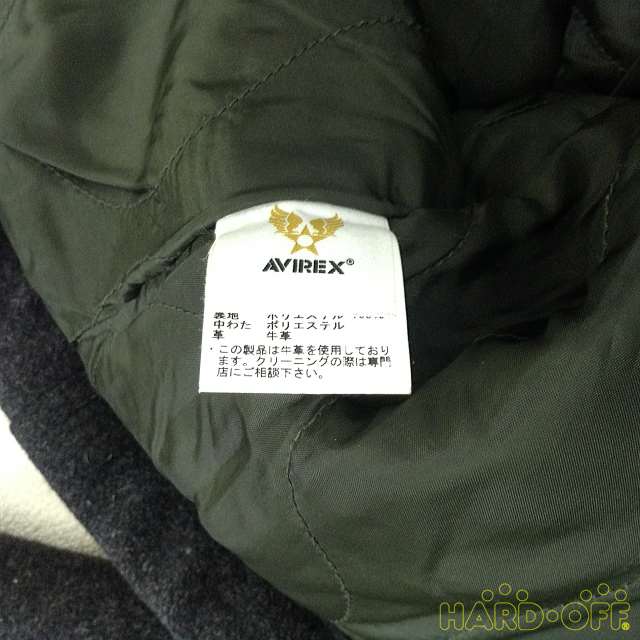 AVIREX®
裏地 ポリエステル
中わた ポリエステル
革 牛革
・この製品は牛革を使用しており
ます。クリーニングの際は専門
店にご相談下さい。
HARD・OFF